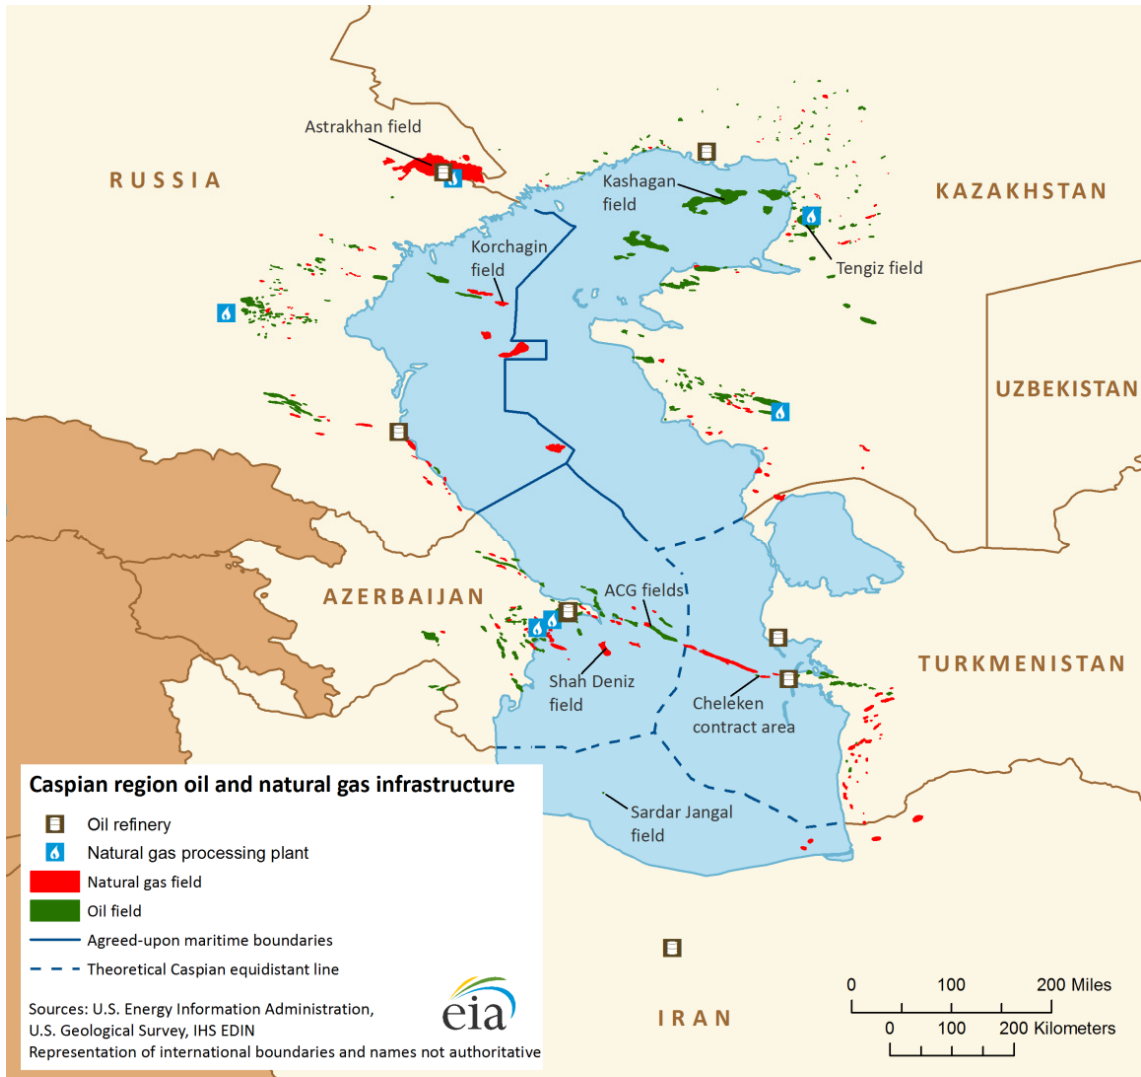 Astrakhan field
RUSSIA
Kashagan
field
KAZAKHSTAN
Korchagin
field
Tengiz field
UZBEKISTAN
AZERBAIJAN
ACG fields
TURKMENISTAN
Shah Deniz
field
Cheleken
contract area
Sardar Jangal
field
IRAN
Caspian region oil and natural gas infrastructure
Oil refinery
Natural gas processing plant
Natural gas field
Oil field
Agreed-upon maritime boundaries
Theoretical Caspian equidistant line
Sources: U.S. Energy Information Administration,
U.S. Geological Survey, IHS EDIN
Representation of international boundaries and names not authoritative
eia
0 100 200 Miles
0 100 200 Kilometers